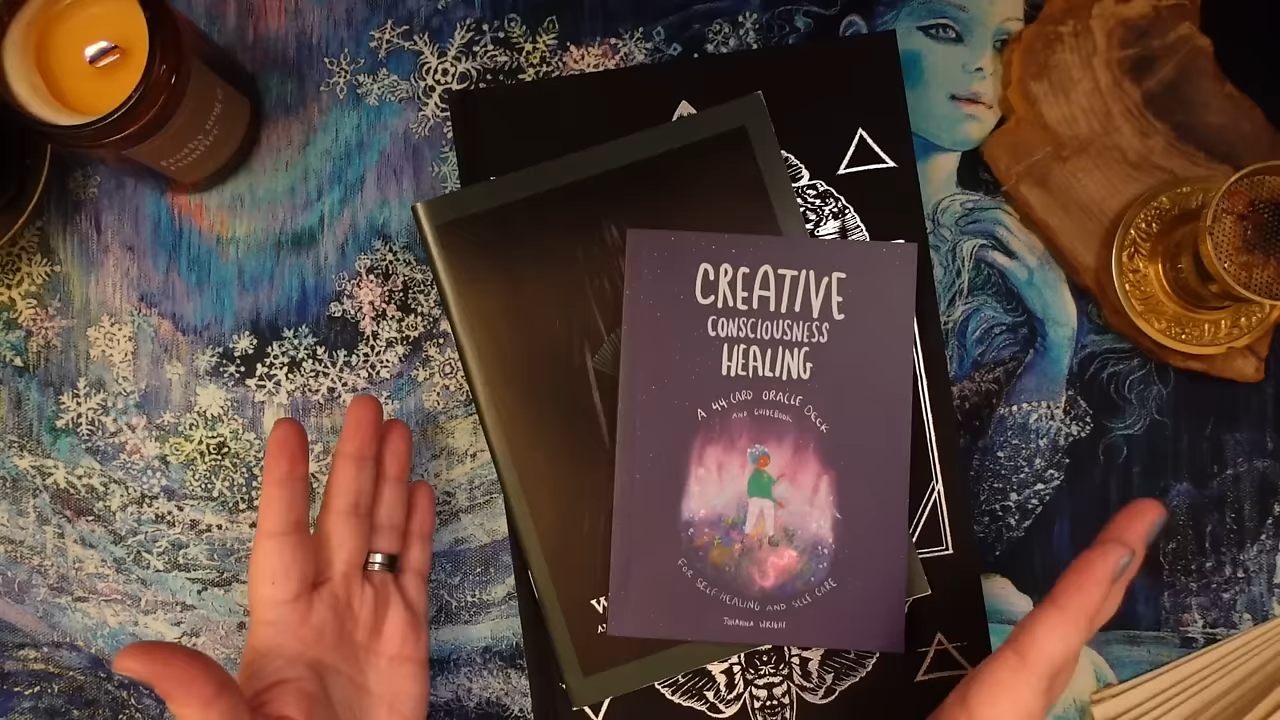 CREATIVE
CONSCIOUSNESS
HEALING
A 44-CARD ORACLE DECK
AND GUIDEBOOK
FOR SELF-HEALING AND SELF CARE
JOHANNA WRIGHT
W